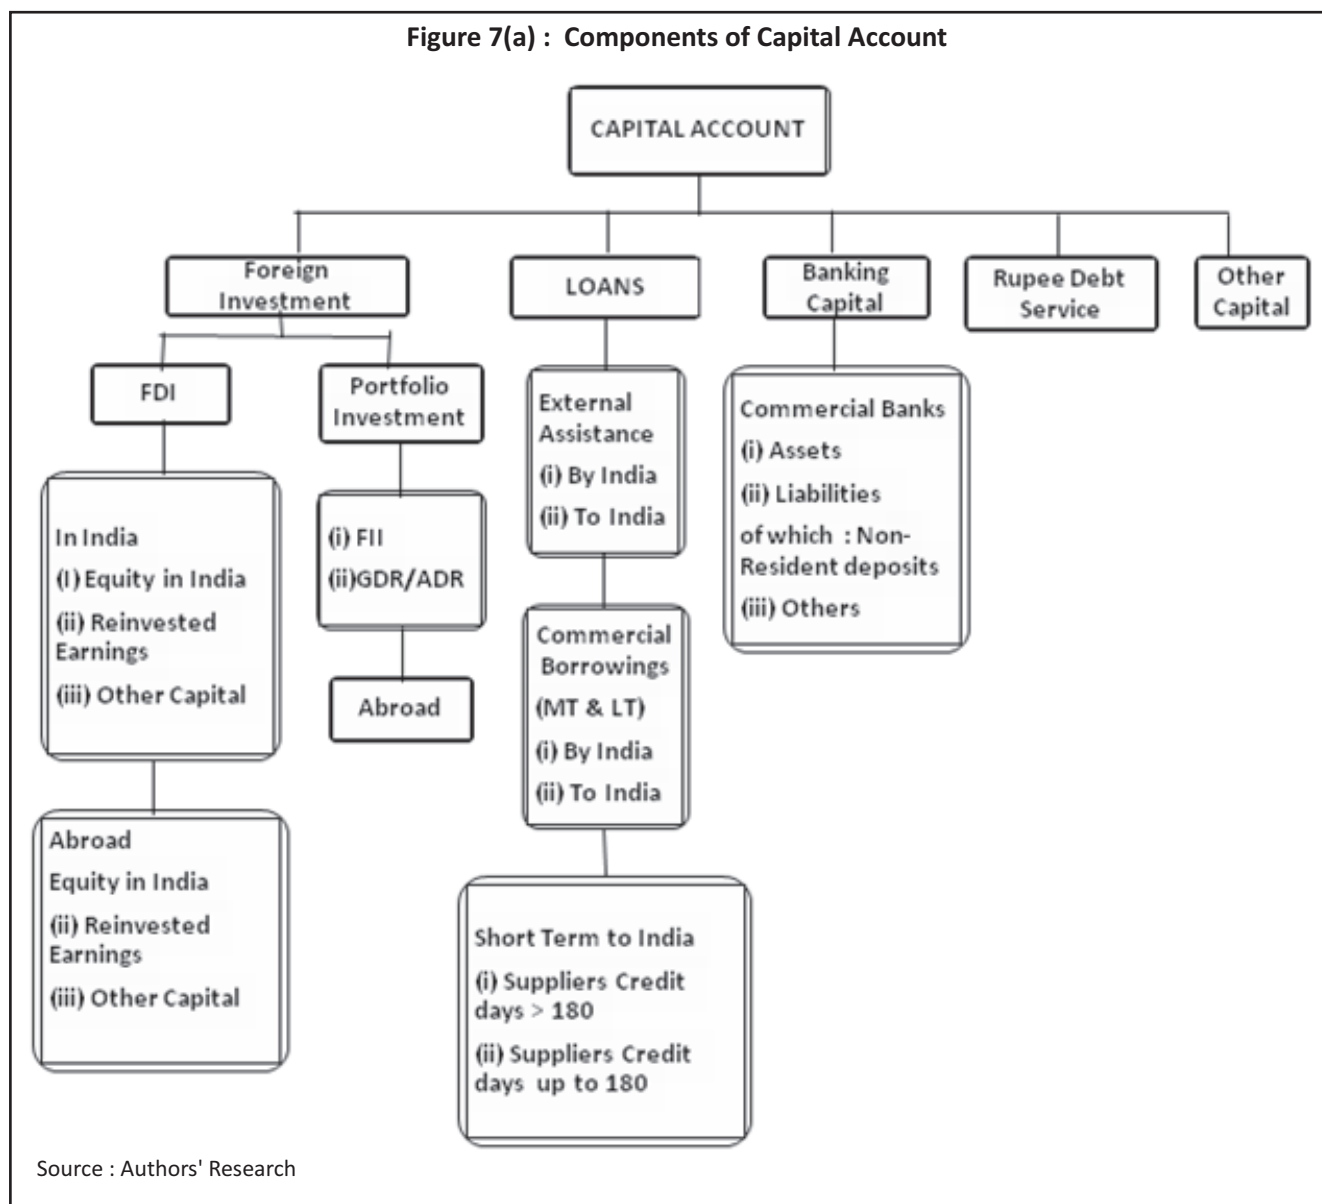 Figure 7(a) :  Components of Capital Account
CAPITAL ACCOUNT
Foreign
Investment
LOANS
Banking
Capital
Rupee Debt
Service
Other
Capital
FDI
Portfolio
Investment
In India
(I) Equity in India
(ii) Reinvested
Earnings
(iii) Other Capital
Abroad
Equity in India
(ii) Reinvested
Earnings
(iii) Other Capital
(i) FII
(ii)GDR/ADR
Abroad
External
Assistance
(i) By India
(ii) To India
Commercial
Borrowings
(MT & LT)
(i) By India
(ii) To India
Short Term to India
(i) Suppliers Credit
days > 180
(ii) Suppliers Credit
days up to 180
Commercial Banks
(i) Assets
(ii) Liabilities
of which : Non-
Resident deposits
(iii) Others
Source : Authors' Research